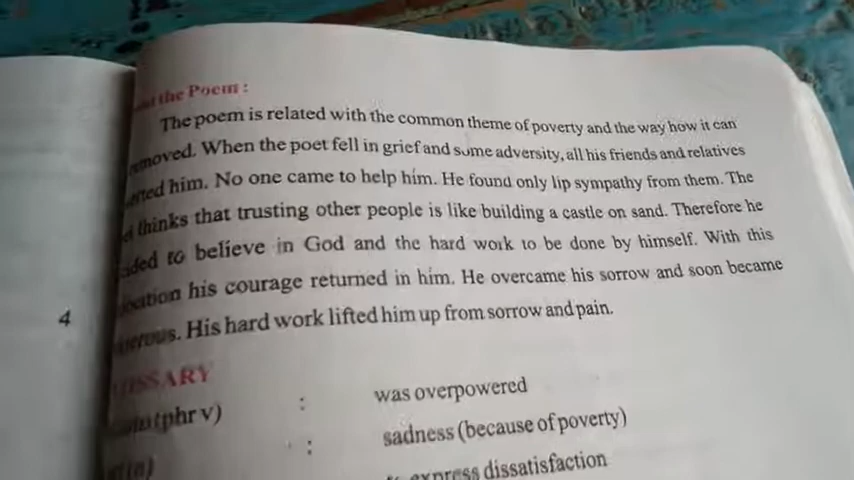 the Poem :
The poem is related with the common theme of poverty and the way how it can
removed. When the poet fell in grief and some adversity, all his friends and relatives
him. No one came to help him. He found only lip sympathy from them. The
thinks that trusting other people is like building a castle on sand. Therefore he
to believe in God and the hard work to be done by himself. With this
his courage returned in him. He overcame his sorrow and soon became
His hard work lifted him up from sorrow and pain.
4
GLOSSARY
(phr v) : was overpowered
(n) : sadness (because of poverty)
to express dissatisfaction